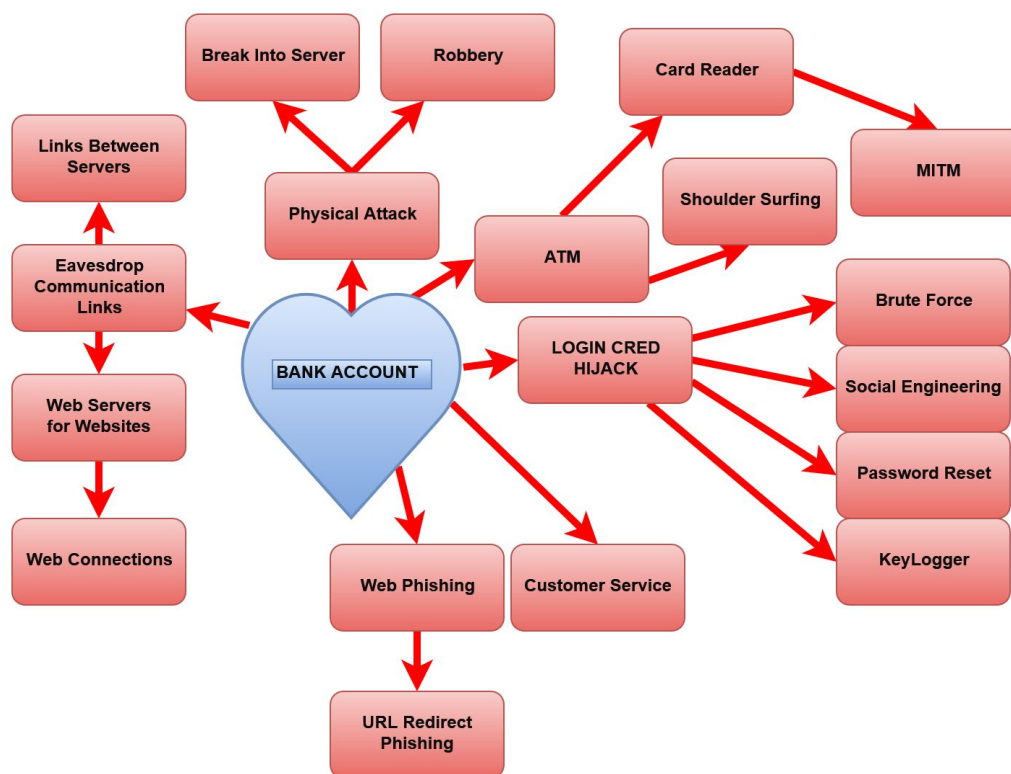 Break Into Server
Robbery
Card Reader
Links Between
Servers
MITM
Physical Attack
Shoulder Surfing
ATM
Eavesdrop
Communication
Links
Brute Force
BANK ACCOUNT
LOGIN CRED
HIJACK
Social Engineering
Web Servers
for Websites
Password Reset
Web Connections
KeyLogger
Web Phishing
Customer Service
URL Redirect
Phishing